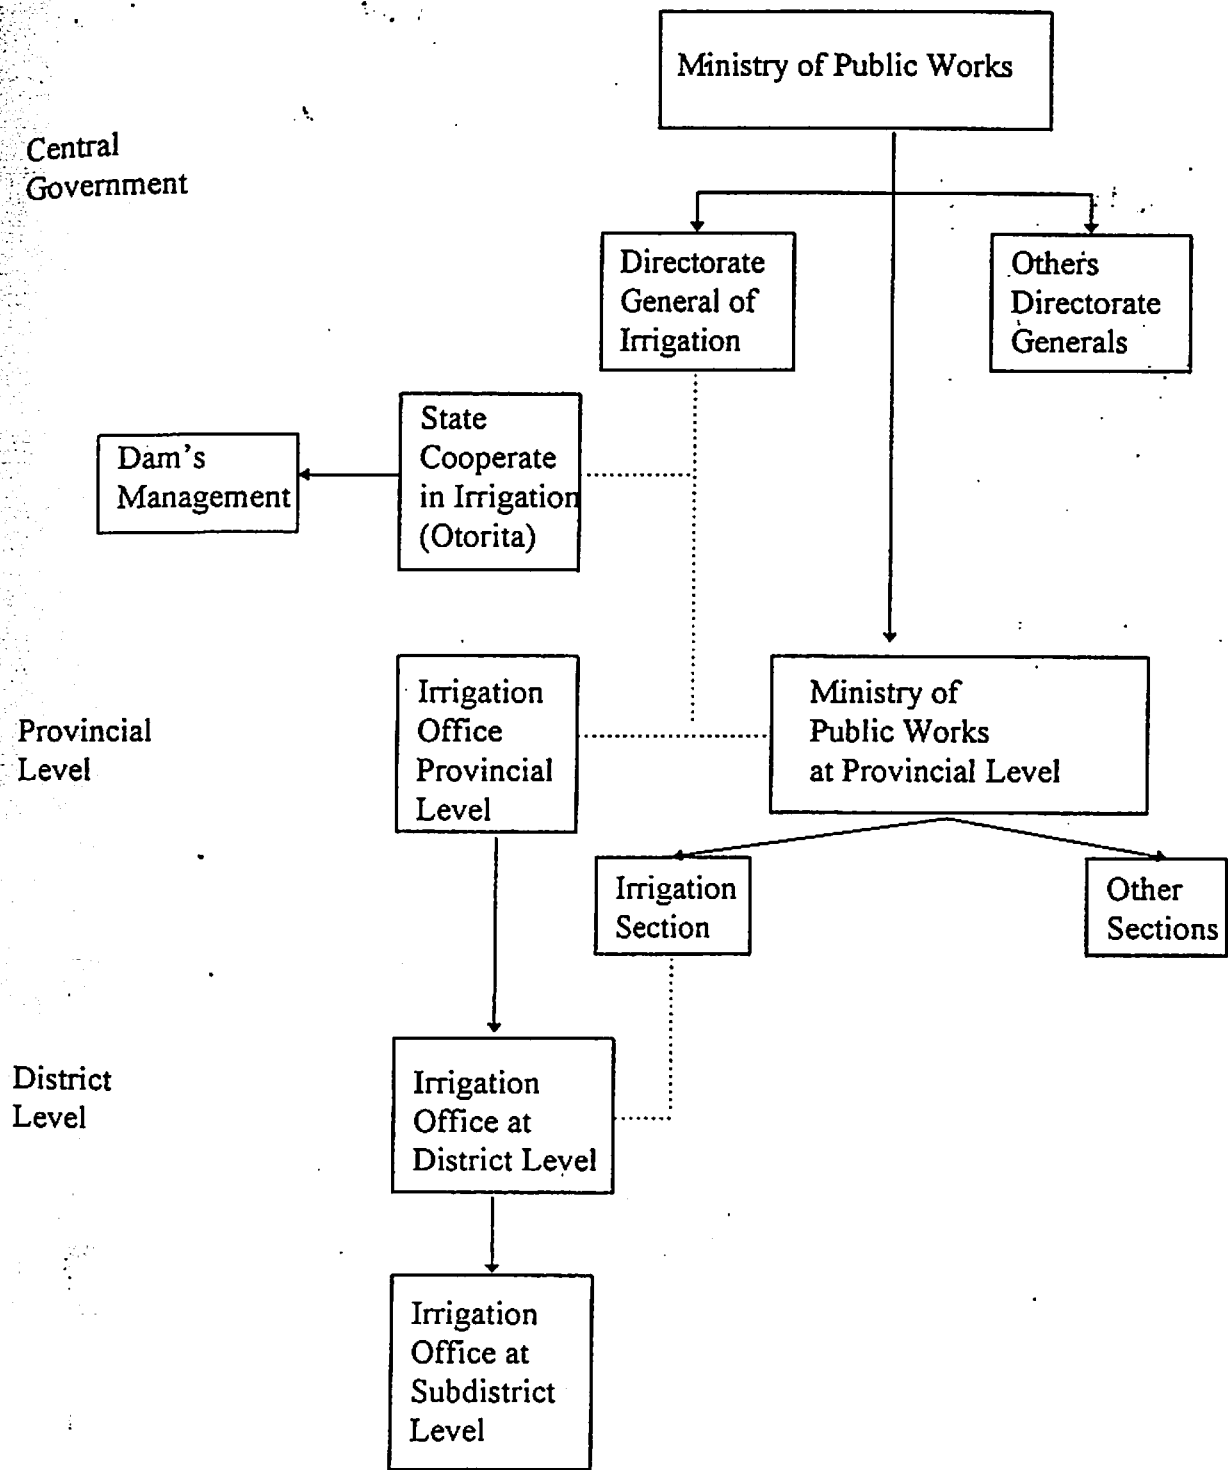 Ministry of Public Works
Central
Government
Directorate
General of
Irrigation
Others
Directorate
Generals
State
Cooperate
in Irrigation
(Otorita)
Dam's
Management
Provincial
Level
Irrigation
Office
Provincial
Level
Ministry of
Public Works
at Provincial Level
Irrigation
Section
Other
Sections
District
Level
Irrigation
Office at
District Level
Irrigation
Office at
Subdistrict
Level